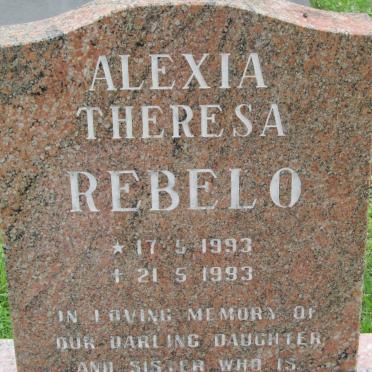 ALEXIA
THERESA
REBELO
★ 17 5 1993
† 21 5 1993
IN LOVING MEMORY OF
OUR DARLING DAUGHTER
AND SISTER WHO IS